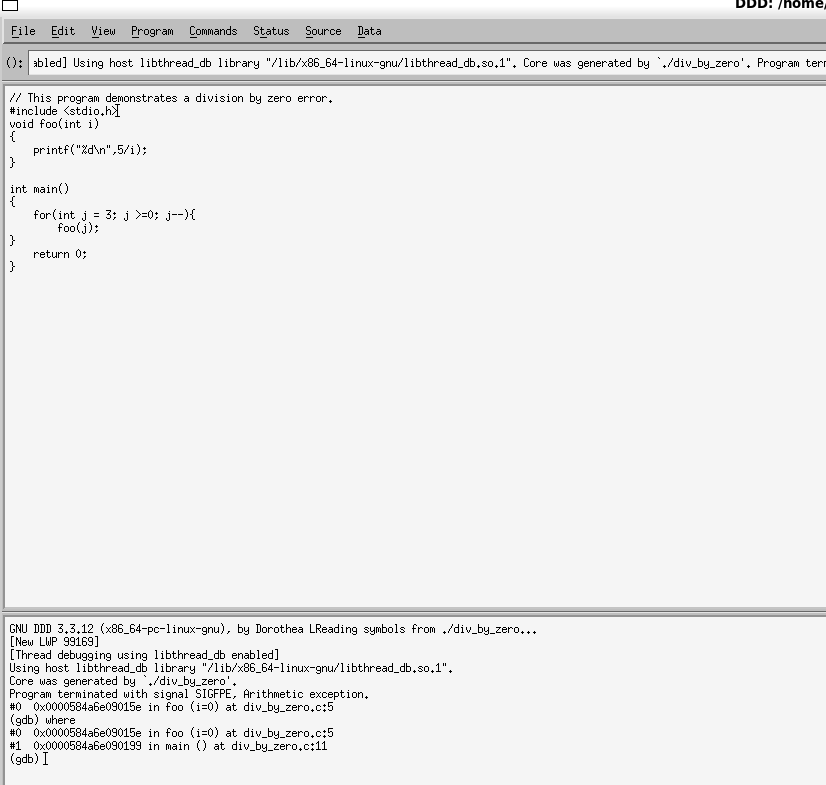 DDD: /home/
File Edit View Program Commands Status Source Data
(): abled] Using host libthread_db library "/lib/x86_64-linux-gnu/libthread_db.so.1". Core was generated by `./div_by_zero'. Program term
// This program demonstrates a division by zero error.
#include <stdio.h>
void foo(int i)
{
    printf("%d\n",5/i);
}
int main()
{
    for(int j = 3; j >=0; j--){
        foo(j);
}
    return 0;
}
GNU DDD 3.3.12 (x86_64-pc-linux-gnu), by Dorothea LReading symbols from ./div_by_zero...
[New LWP 99169]
[Thread debugging using libthread_db enabled]
Using host libthread_db library "/lib/x86_64-linux-gnu/libthread_db.so.1".
Core was generated by `./div_by_zero'.
Program terminated with signal SIGFPE, Arithmetic exception.
#0  0x0000584a6e09015e in foo (i=0) at div_by_zero.c:5
(gdb) where
#0  0x0000584a6e09015e in foo (i=0) at div_by_zero.c:5
#1  0x0000584a6e090199 in main () at div_by_zero.c:11
(gdb)